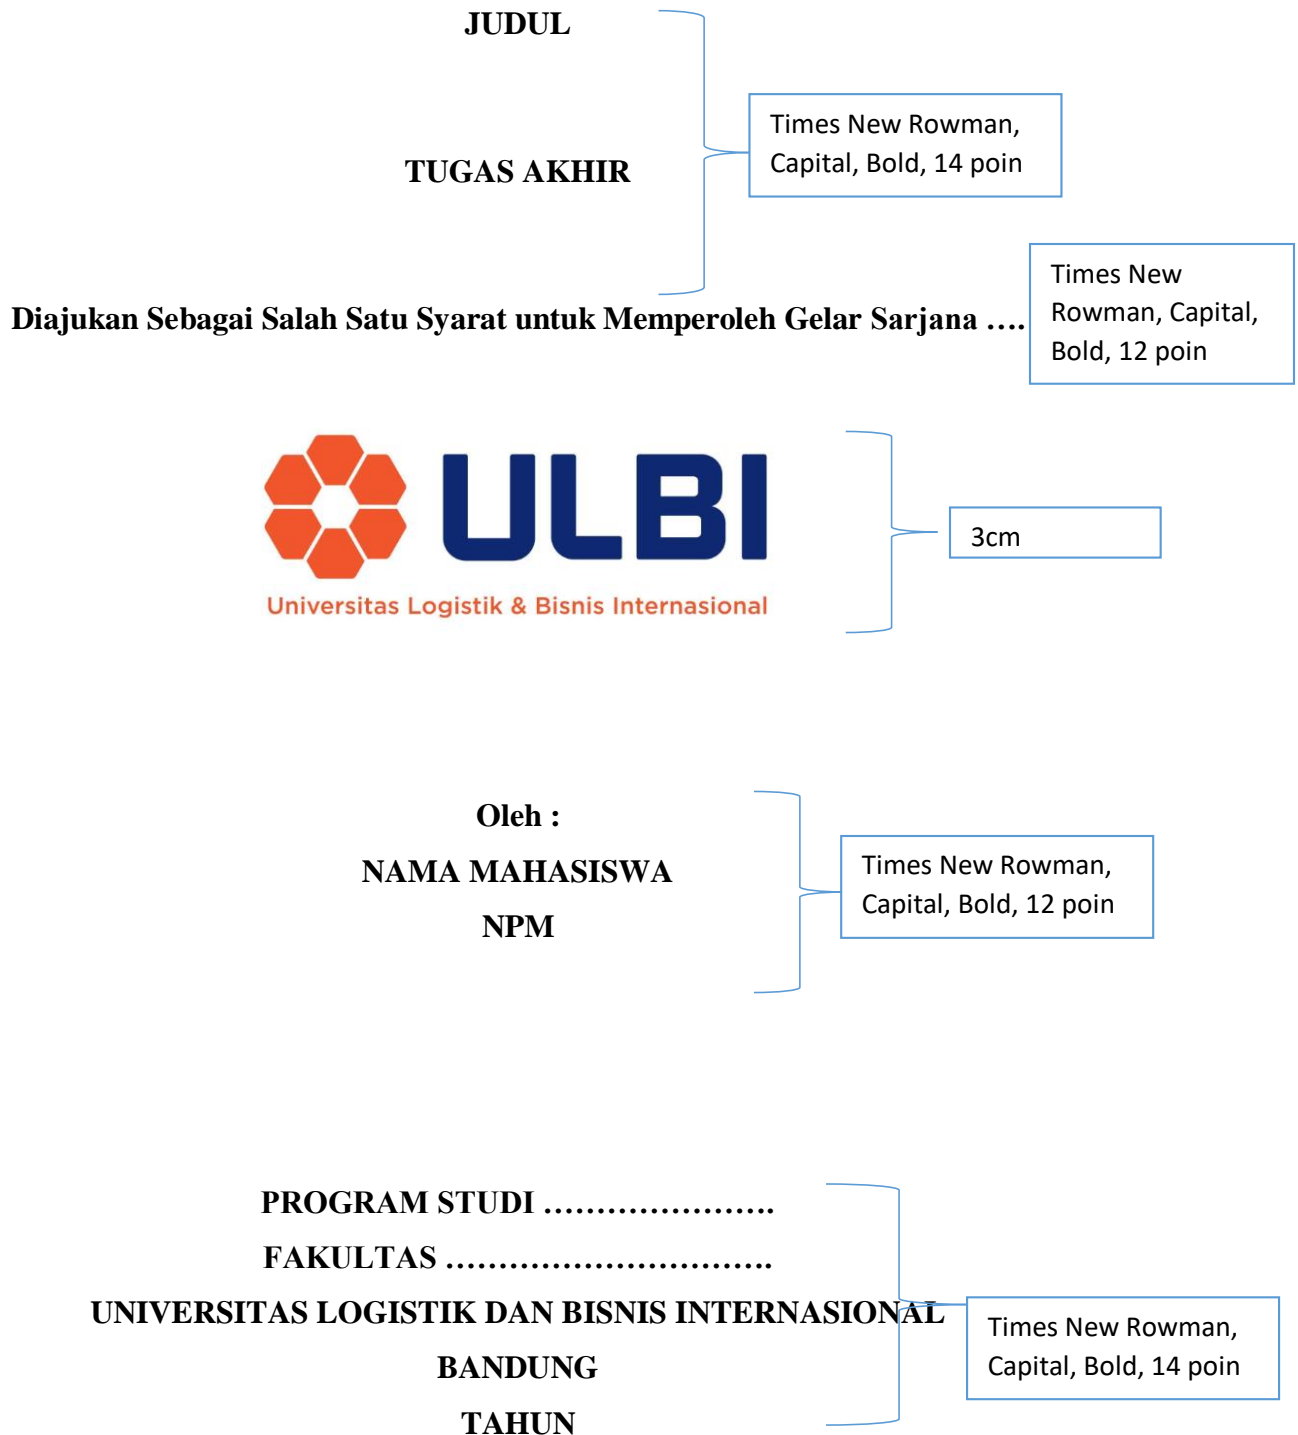 JUDUL
Times New Rowman,
Capital, Bold, 14 poin
TUGAS AKHIR
Times New
Rowman, Capital,
Bold, 12 poin
Diajukan Sebagai Salah Satu Syarat untuk Memperoleh Gelar Sarjana ….
ULBI
Universitas Logistik & Bisnis Internasional
3cm
Oleh :
NAMA MAHASISWA
NPM
Times New Rowman,
Capital, Bold, 12 poin
PROGRAM STUDI ………………….
FAKULTAS ………………………….
UNIVERSITAS LOGISTIK DAN BISNIS INTERNASIONAL
BANDUNG
TAHUN
Times New Rowman,
Capital, Bold, 14 poin